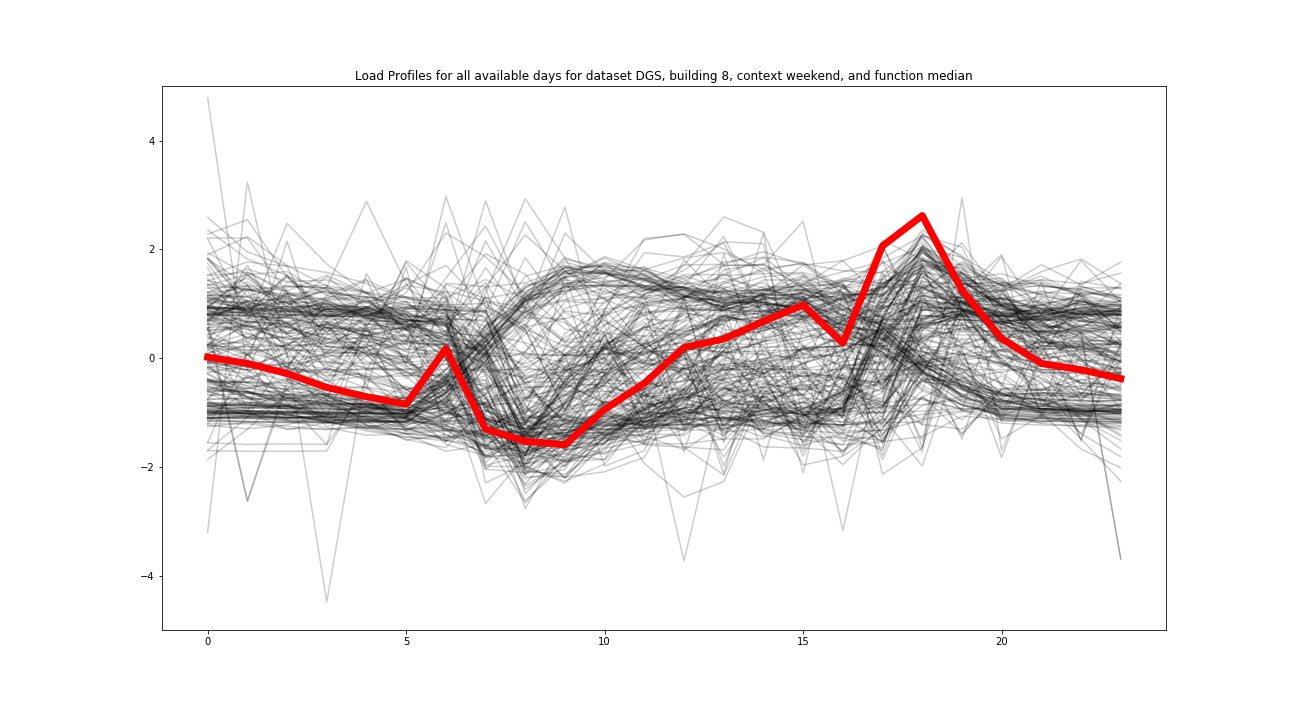 Load Profiles for all available days for dataset DGS, building 8, context weekend, and function median
4
2
0
−2
−4
0 5 10 15 20